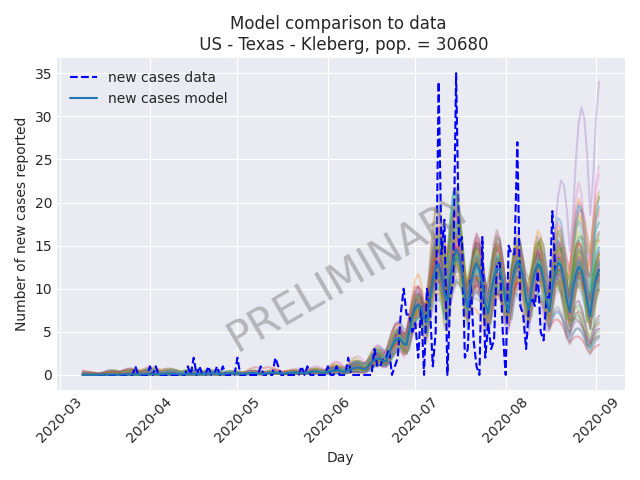 Model comparison to data
US - Texas - Kleberg, pop. = 30680
35
30
25
20
15
10
5
0
Number of new cases reported
new cases data
new cases model
PRELIMINARY
2020-03
2020-04
2020-05
2020-06
2020-07
2020-08
2020-09
Day